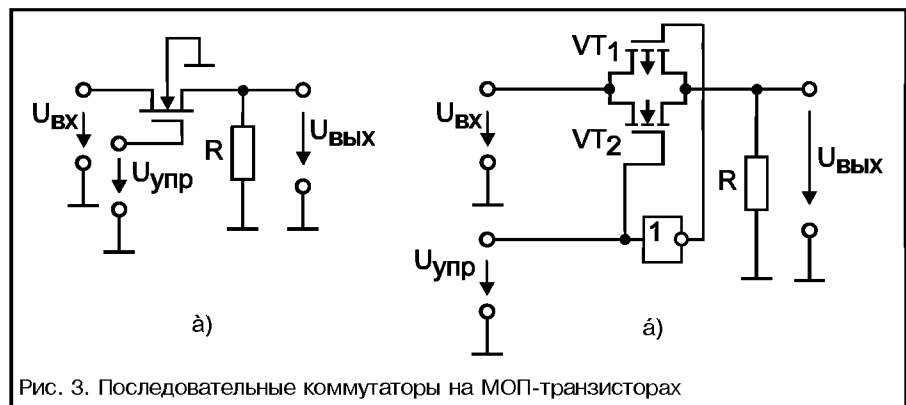 Uвх
Uупр
R
Uвых
à)
VT1
Uвх
VT2
Uвых
R
1
Uупр
á)
Рис. 3. Последовательные коммутаторы на МОП-транзисторах